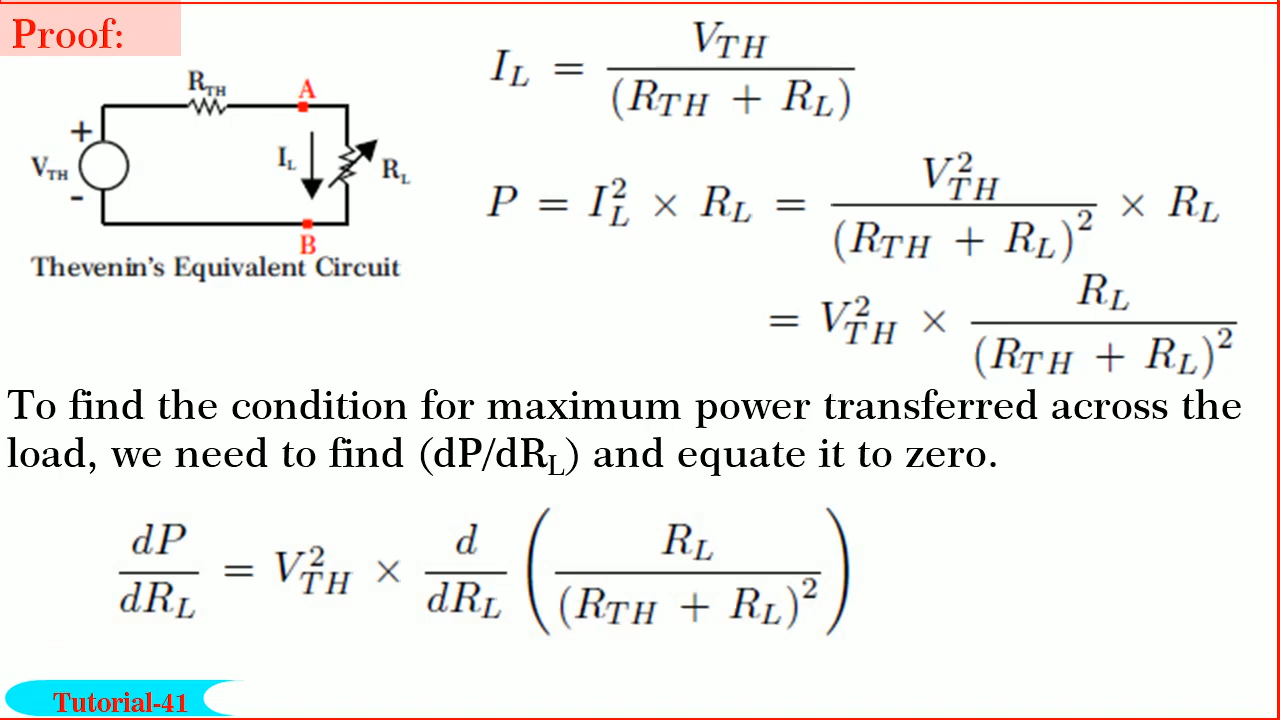 Proof:
I_L = V_TH / (R_TH + R_L)
R_TH
A
+
V_TH
I_L
R_L
-
B
Thevenin's Equivalent Circuit
P = I_L^2 × R_L = V_TH^2 / (R_TH + R_L)^2 × R_L
= V_TH^2 × R_L / (R_TH + R_L)^2
To find the condition for maximum power transferred across the
load, we need to find (dP/dR_L) and equate it to zero.
dP/dR_L = V_TH^2 × d/dR_L ( R_L / (R_TH + R_L)^2 )
Tutorial-41